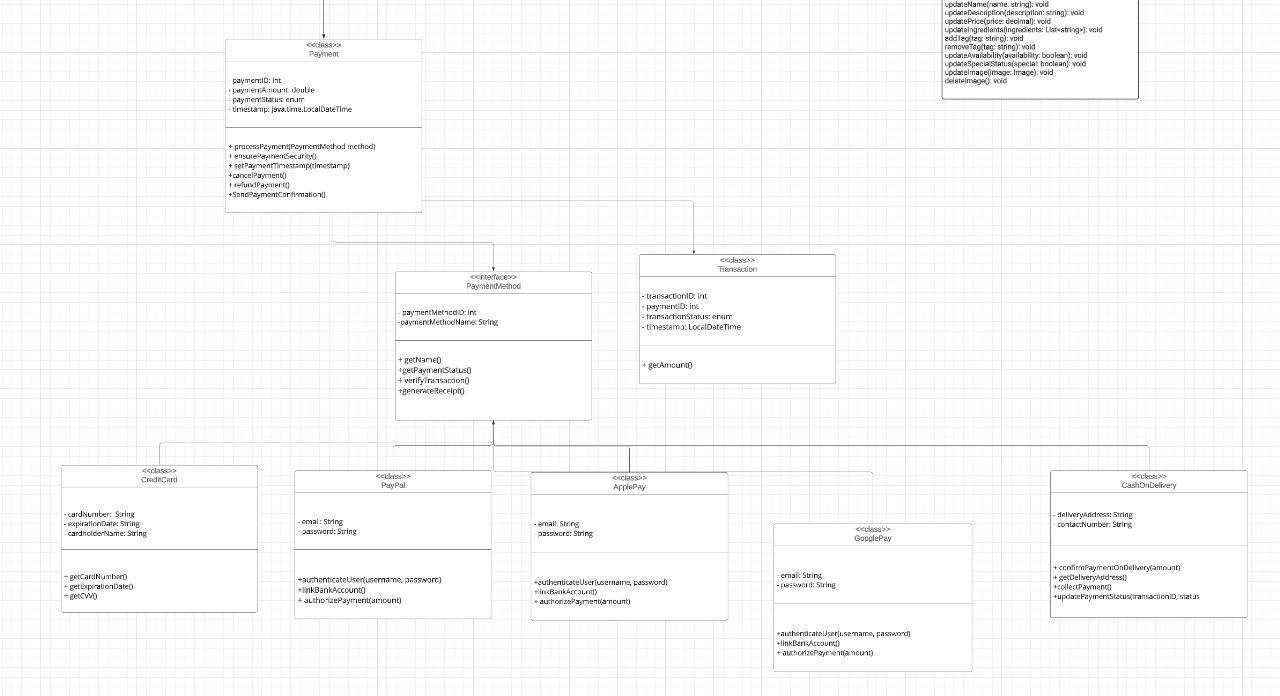 updateName(name: string): void
updateDescription(description: string): void
updatePrice(price: decimal): void
updateIngredients(ingredients: List<string>): void
addTag(tag: string): void
removeTag(tag: string): void
updateAvailability(availability: boolean): void
updateSpecialStatus(special: boolean): void
updateImage(image: Image): void
deleteImage(): void
<<class>>
Payment
- paymentID: int
- paymentAmount: double
- paymentStatus: enum
- timestamp: java.time.LocalDateTime
+ processPayment(PaymentMethod method)
+ ensurePaymentSecurity()
+ setPaymentTimestamp(timestamp)
+cancelPayment()
+ refundPayment()
+SendPaymentConfirmation()
<<interface>>
PaymentMethod
- paymentMethodID: int
-paymentMethodName: String
+ getName()
+getPaymentStatus()
+ verifyTransaction()
+generateReceipt()
<<class>>
Transaction
- transactionID: int
- paymentID: int
- transactionStatus: enum
- timestamp: LocalDateTime
+ getAmount()
<<class>>
CreditCard
- cardNumber: String
- expirationDate: String
- cardholderName: String
+ getCardNumber()
+ getExpirationDate()
+ getCVV()
<<class>>
PayPal
- email: String
- password: String
+authenticateUser(username, password)
+linkBankAccount()
+ authorizePayment(amount)
<<class>>
ApplePay
- email: String
- password: String
+authenticateUser(username, password)
+linkBankAccount()
+ authorizePayment(amount)
<<class>>
GooglePay
- email: String
- password: String
+authenticateUser(username, password)
+linkBankAccount()
+ authorizePayment(amount)
<<class>>
CashOnDelivery
- deliveryAddress: String
- contactNumber: String
+ confirmPaymentOnDelivery(amount)
+ getDeliveryAddress()
+collectPayment()
+updatePaymentStatus(transactionID, status